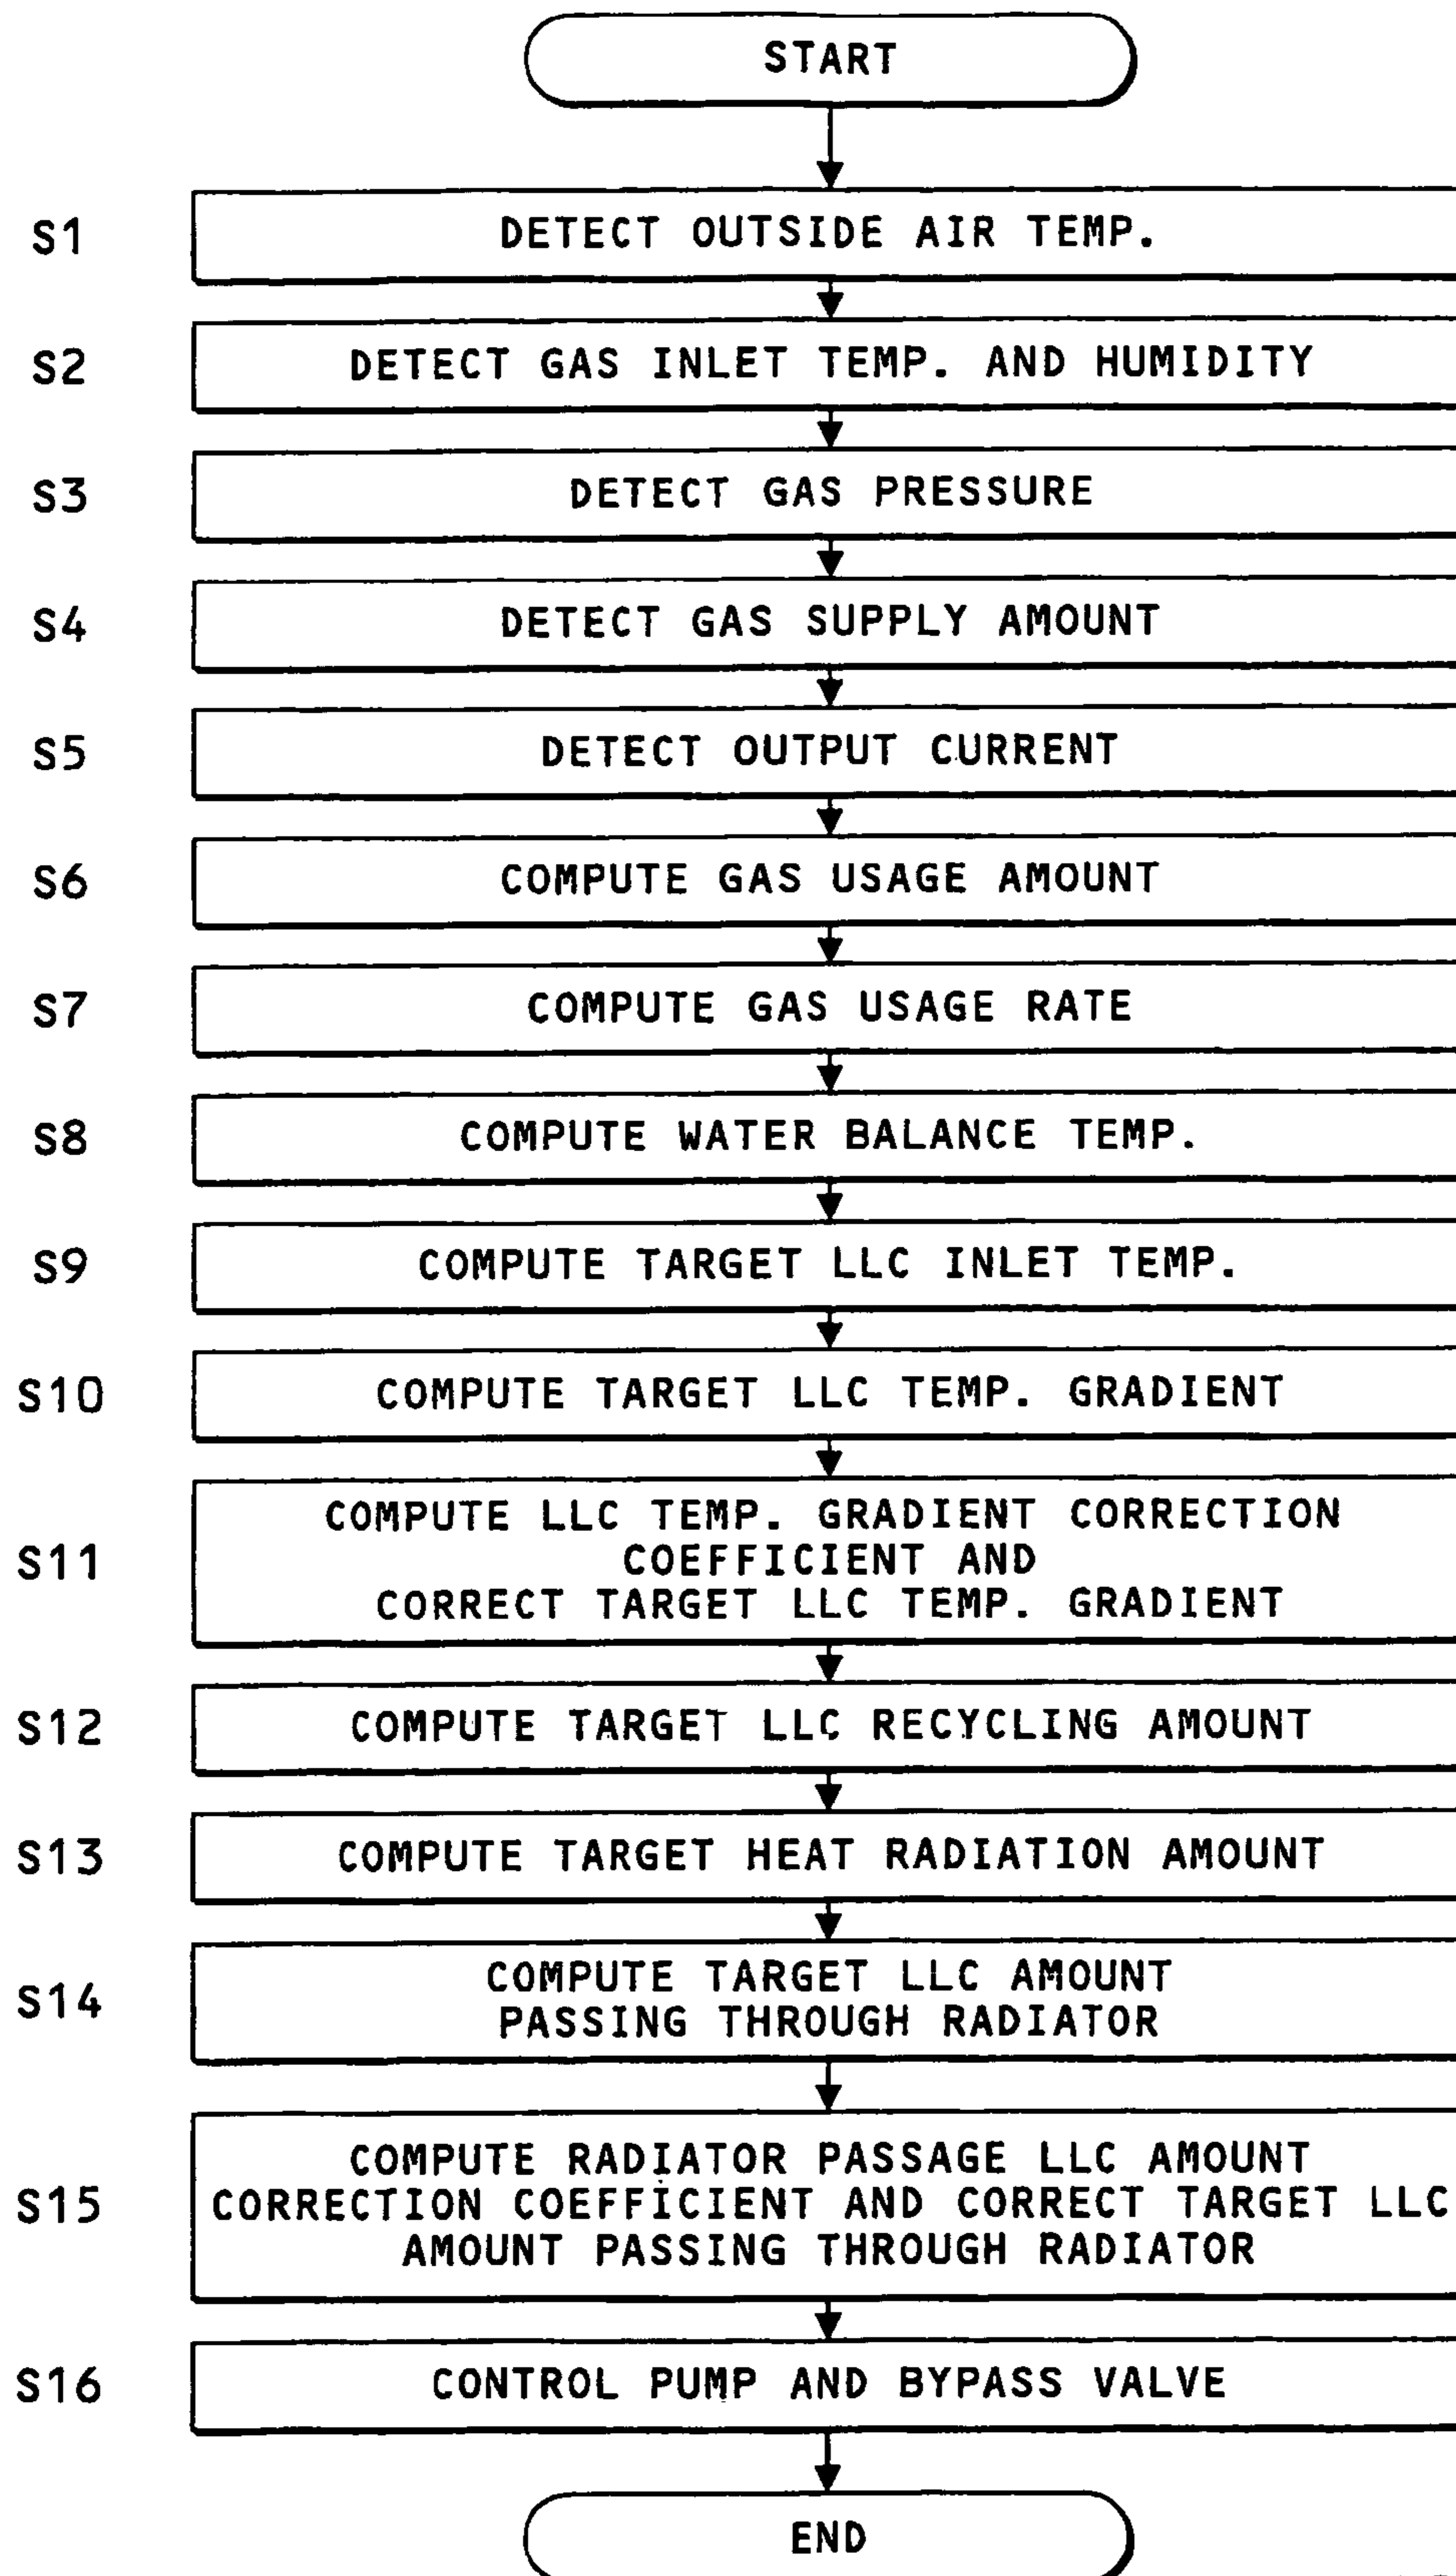 START
S1
DETECT OUTSIDE AIR TEMP.
S2
DETECT GAS INLET TEMP. AND HUMIDITY
S3
DETECT GAS PRESSURE
S4
DETECT GAS SUPPLY AMOUNT
S5
DETECT OUTPUT CURRENT
S6
COMPUTE GAS USAGE AMOUNT
S7
COMPUTE GAS USAGE RATE
S8
COMPUTE WATER BALANCE TEMP.
S9
COMPUTE TARGET LLC INLET TEMP.
S10
COMPUTE TARGET LLC TEMP. GRADIENT
S11
COMPUTE LLC TEMP. GRADIENT CORRECTION
COEFFICIENT AND
CORRECT TARGET LLC TEMP. GRADIENT
S12
COMPUTE TARGET LLC RECYCLING AMOUNT
S13
COMPUTE TARGET HEAT RADIATION AMOUNT
S14
COMPUTE TARGET LLC AMOUNT
PASSING THROUGH RADIATOR
S15
COMPUTE RADIATOR PASSAGE LLC AMOUNT
CORRECTION COEFFICIENT AND CORRECT TARGET LLC
AMOUNT PASSING THROUGH RADIATOR
S16
CONTROL PUMP AND BYPASS VALVE
END